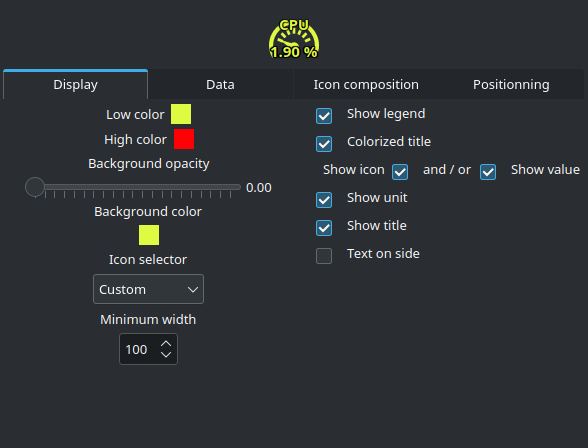 CPU
1.90 %
Display
Data
Icon composition
Positionning
Low color
High color
Background opacity
0.00
Background color
Icon selector
Custom
Minimum width
100
Show legend
Colorized title
Show icon and / or Show value
Show unit
Show title
Text on side